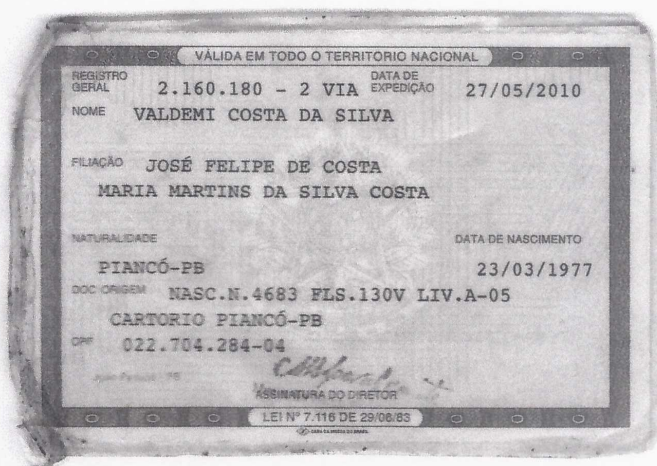 VÁLIDA EM TODO O TERRITORIO NACIONAL
REGISTRO GERAL 2.160.180 - 2 VIA DATA DE EXPEDIÇÃO 27/05/2010
NOME VALDEMI COSTA DA SILVA
FILIAÇÃO JOSÉ FELIPE DE COSTA
MARIA MARTINS DA SILVA COSTA
NATURALIDADE DATA DE NASCIMENTO
PIANCÓ-PB 23/03/1977
DOC ORIGEM NASC.N.4683 FLS.130V LIV.A-05
CARTORIO PIANCÓ-PB
CPF 022.704.284-04
ASSINATURA DO DIRETOR
LEI Nº 7.116 DE 29/08/83